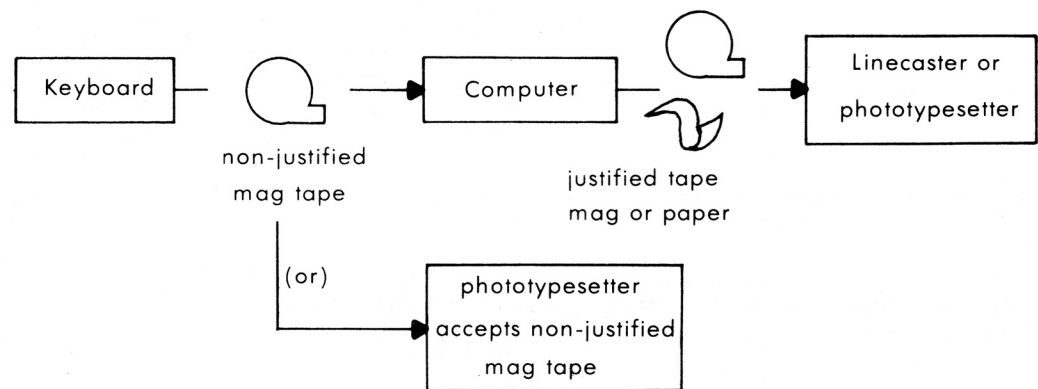 Keyboard
Computer
Linecaster or
phototypesetter
non-justified
mag tape
justified tape
mag or paper
(or)
phototypesetter
accepts non-justified
mag tape